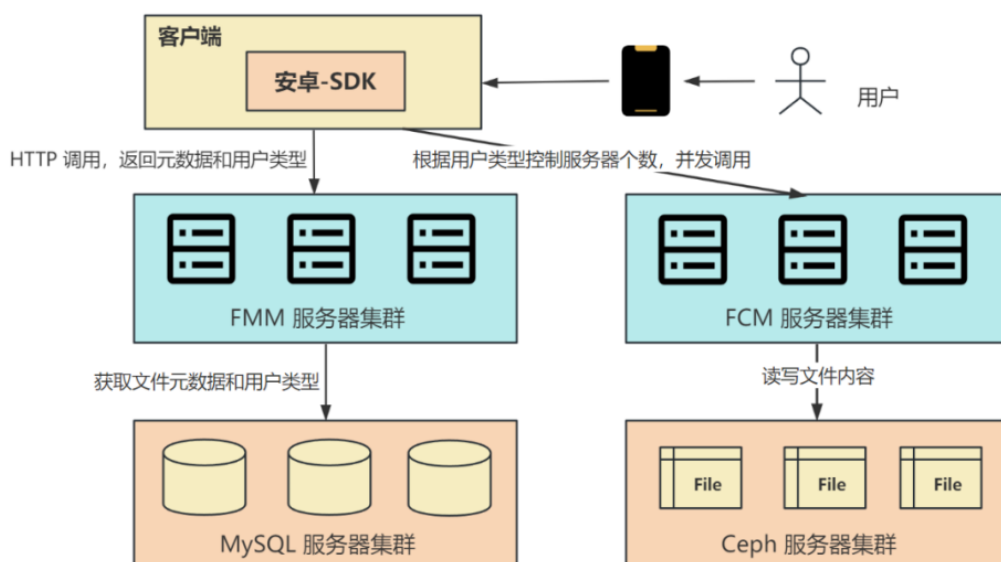 客户端
安卓-SDK
用户
HTTP 调用，返回元数据和用户类型
根据用户类型控制服务器个数，并发调用
FMM 服务器集群
FCM 服务器集群
获取文件元数据和用户类型
读写文件内容
File
File
File
MySQL 服务器集群
Ceph 服务器集群